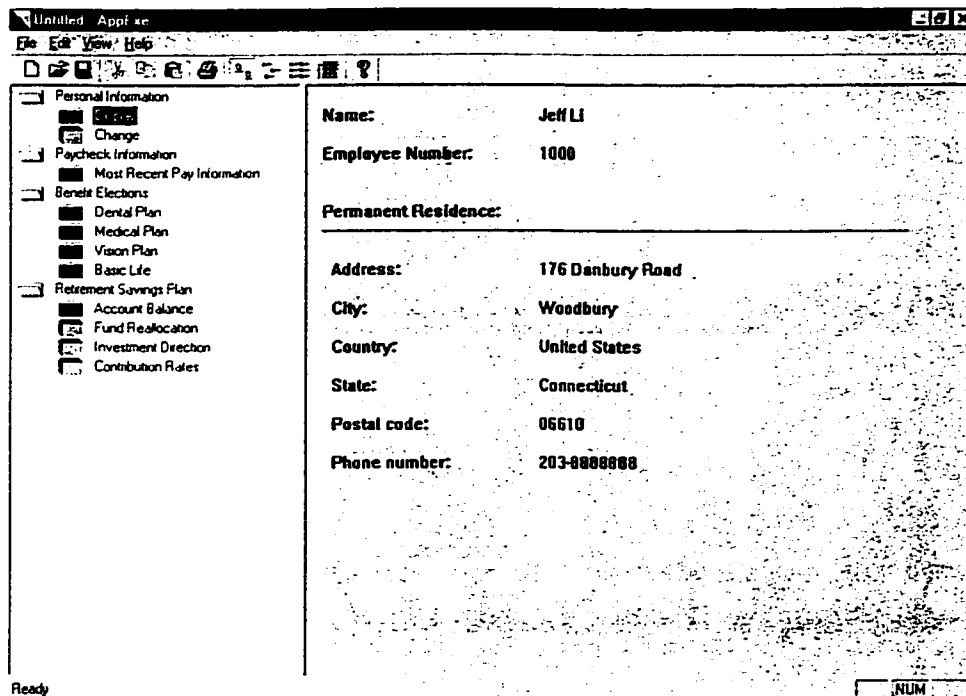 Untitled AppExe
File Edit View Help
Personal Information
Change
Paycheck Information
Most Recent Pay Information
Benefit Elections
Dental Plan
Medical Plan
Vision Plan
Basic Life
Retirement Savings Plan
Account Balance
Fund Reallocation
Investment Direction
Contribution Rates
Name: Jeff Li
Employee Number: 1000
Permanent Residence:
Address: 176 Danbury Road
City: Woodbury
Country: United States
State: Connecticut
Postal code: 06610
Phone number: 203-8888888
Ready NUM